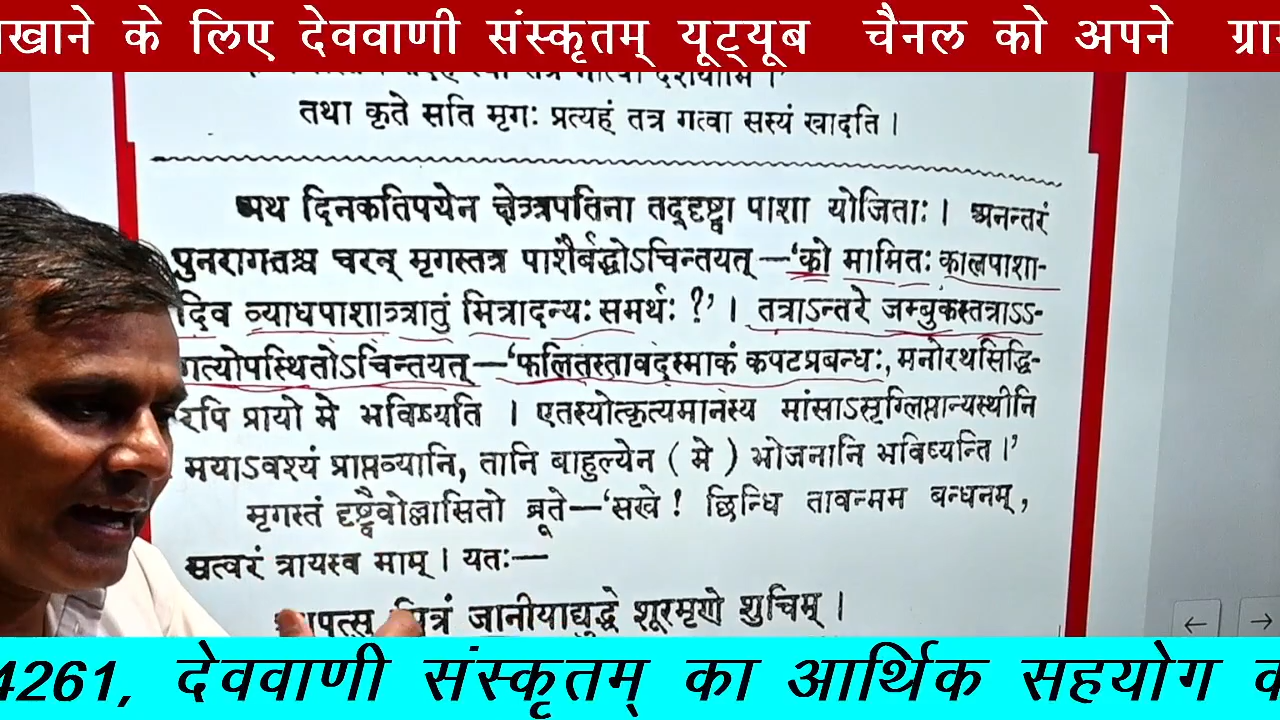 के लिए देववाणी संस्कृतम् यूट्यूब चैनल को अपने
तथा कृते सति मृगः प्रत्यहं तत्र गत्वा सस्यं खादति ।
अथ दिनकतिपयेन क्षेत्रपतिना तद्दृष्ट्वा पाशा योजिताः । अनन्तरं
पुनरागतश्च चरन् मृगस्तत्र पाशैर्बद्धोऽचिन्तयत् —'को मामितः कालपाशा-
दिव व्याधपाशात्त्रातुं मित्रादन्यः समर्थः ?' । तत्राऽन्तरे जम्बुकस्तत्राऽऽ-
गत्योपस्थितोऽचिन्तयत्—'फलितस्तावदस्माकं कपटप्रबन्धः, मनोरथसिद्धि-
रपि प्रायो मे भविष्यति । एतस्योत्कृत्यमानस्य मांसाऽसृग्लिप्तान्यस्थीनि
मयाऽवश्यं प्राप्तव्यानि, तानि बाहुल्येन ( मे ) भोजनानि भविष्यन्ति ।'
मृगस्तं दृष्ट्वैवोल्लासितो ब्रूते—'सखे ! छिन्धि तावन्मम बन्धनम्,
सत्वरं त्रायस्व माम् । यतः—
जानीयाद्युद्धे शूरमृणे शुचिम् ।
4261, देववाणी संस्कृतम् का आर्थिक सहयोग